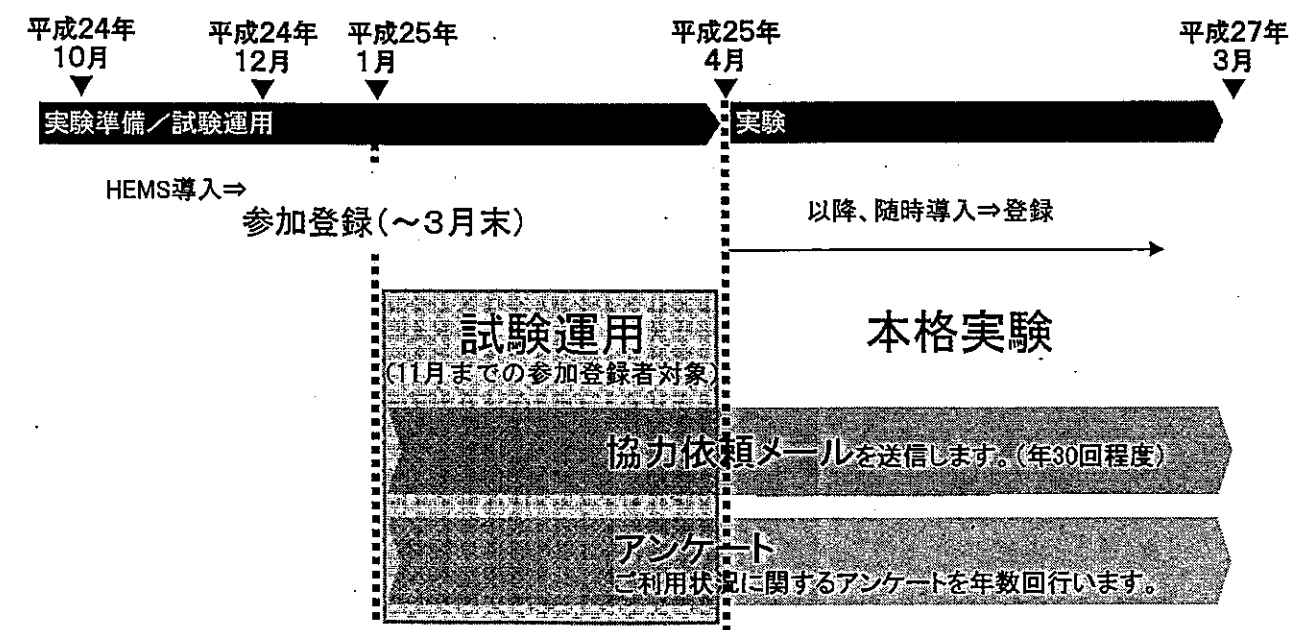 平成24年
10月
平成24年
12月
平成25年
1月
平成25年
4月
平成27年
3月
実験準備／試験運用
実験
HEMS導入⇒
参加登録(～3月末)
以降、随時導入⇒登録
試験運用
(11月までの参加登録者対象)
本格実験
協力依頼メールを送信します。(年30回程度)
アンケート
ご利用状況に関するアンケートを年数回行います。